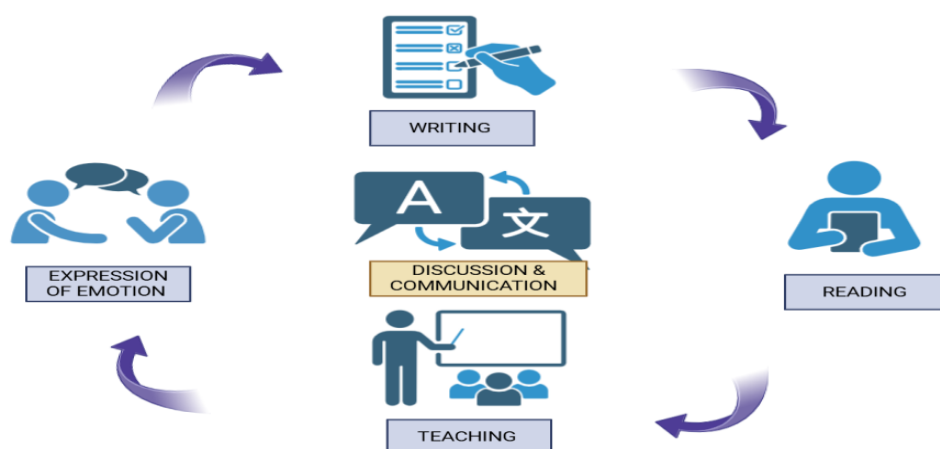 WRITING
A
文
EXPRESSION
OF EMOTION
DISCUSSION &
COMMUNICATION
READING
TEACHING